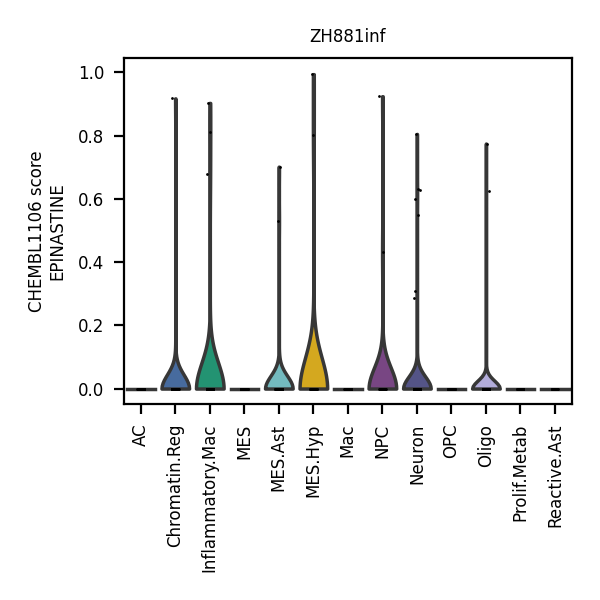 ZH881inf
CHEMBL1106 score
EPINASTINE
1.0
0.8
0.6
0.4
0.2
0.0
AC
Chromatin.Reg
Inflammatory.Mac
MES
MES.Ast
MES.Hyp
Mac
NPC
Neuron
OPC
Oligo
Prolif.Metab
Reactive.Ast